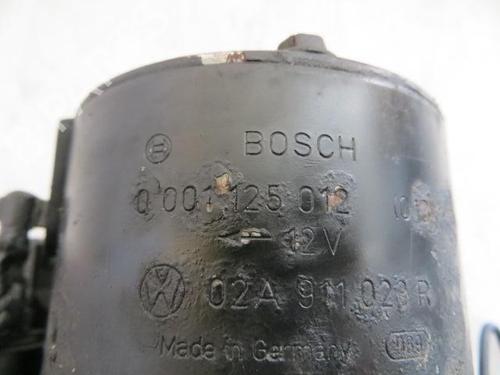 BOSCH
0 001 125 012
12V
02A 911 023 R
Made in Germany